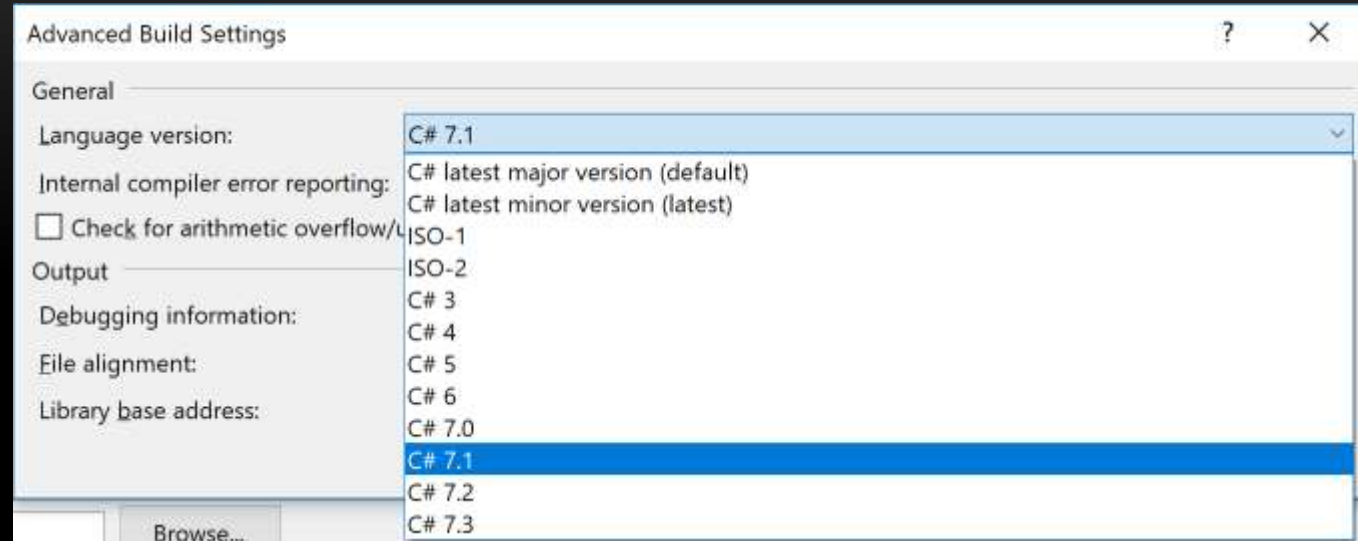 Advanced Build Settings ? ×
General
Language version: C# 7.1
C# latest major version (default)
Internal compiler error reporting:
C# latest minor version (latest)
Check for arithmetic overflow/u
ISO-1
Output
ISO-2
C# 3
Debugging information:
C# 4
File alignment:
C# 5
C# 6
Library base address:
C# 7.0
C# 7.1
C# 7.2
Browse...
C# 7.3